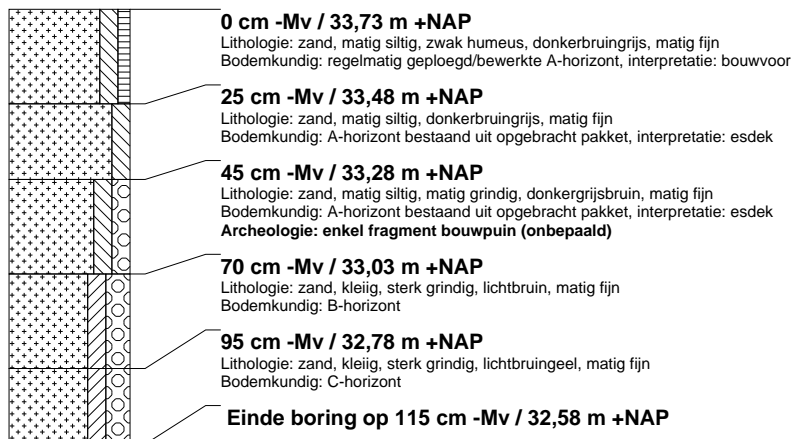 0 cm -Mv / 33,73 m +NAP
Lithologie: zand, matig siltig, zwak humeus, donkerbruingrijs, matig fijn
Bodemkundig: regelmatig geploegd/bewerkte A-horizont, interpretatie: bouwvoor
25 cm -Mv / 33,48 m +NAP
Lithologie: zand, matig siltig, donkerbruingrijs, matig fijn
Bodemkundig: A-horizont bestaand uit opgebracht pakket, interpretatie: esdek
45 cm -Mv / 33,28 m +NAP
Lithologie: zand, matig siltig, matig grindig, donkergrijsbruin, matig fijn
Bodemkundig: A-horizont bestaand uit opgebracht pakket, interpretatie: esdek
Archeologie: enkel fragment bouwpuin (onbepaald)
70 cm -Mv / 33,03 m +NAP
Lithologie: zand, kleiig, sterk grindig, lichtbruin, matig fijn
Bodemkundig: B-horizont
95 cm -Mv / 32,78 m +NAP
Lithologie: zand, kleiig, sterk grindig, lichtbruingeel, matig fijn
Bodemkundig: C-horizont
Einde boring op 115 cm -Mv / 32,58 m +NAP